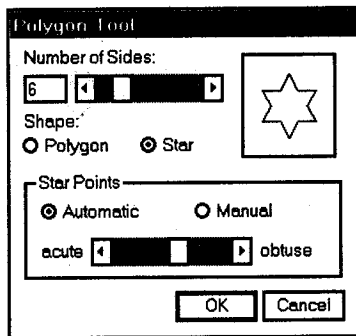 Polygon Tool
Number of Sides:
6
Shape:
Polygon Star
Star Points
Automatic Manual
acute obtuse
OK Cancel